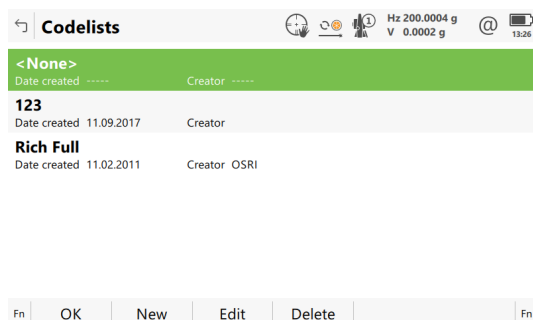 Codelists
1
Hz 200.0004 g
V 0.0002 g
@
13:26
<None>
Date created ----- Creator -----
123
Date created 11.09.2017 Creator
Rich Full
Date created 11.02.2011 Creator OSRI
Fn OK New Edit Delete Fn